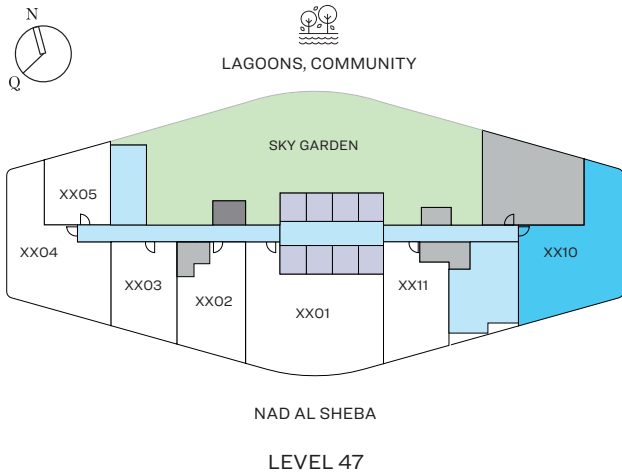 N
Q
LAGOONS, COMMUNITY
SKY GARDEN
XX05
XX04
XX03
XX02
XX01
XX11
XX10
NAD AL SHEBA
LEVEL 47